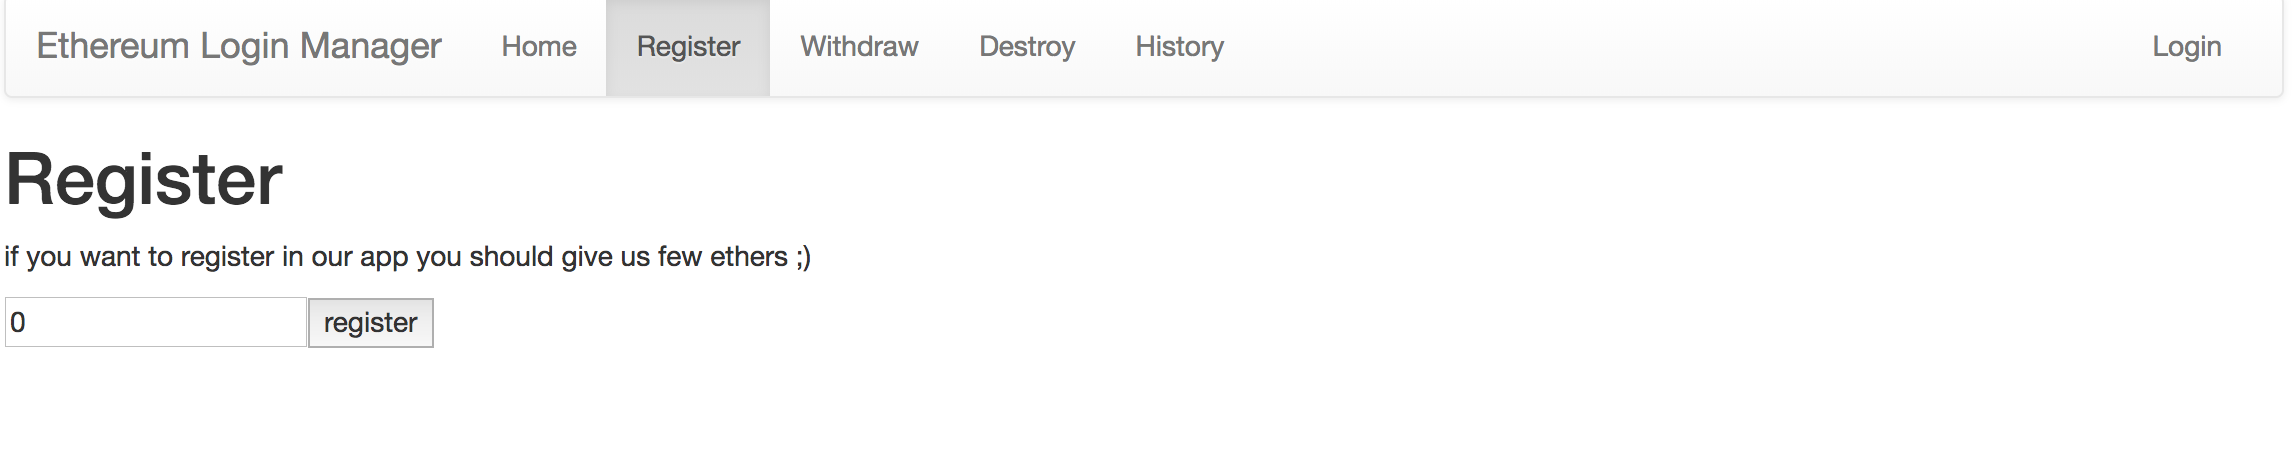 Ethereum Login Manager Home Register Withdraw Destroy History Login
Register
if you want to register in our app you should give us few ethers ;)
0 register